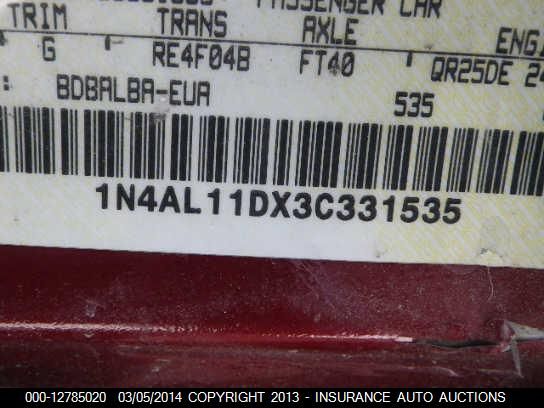 PASSENGER CAR
TRIM TRANS AXLE
G RE4F04B FT40 QR25DE
: BDBALBA-EUA 535
1N4AL11DX3C331535
000-12785020 03/05/2014 COPYRIGHT 2013 - INSURANCE AUTO AUCTIONS